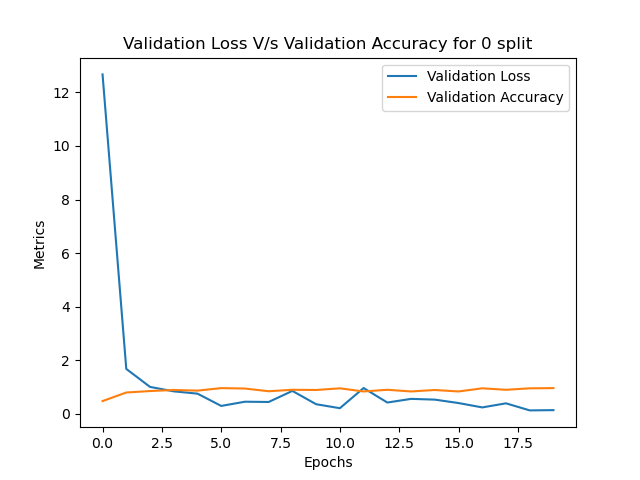 Validation Loss V/s Validation Accuracy for 0 split
Validation Loss
Validation Accuracy
Metrics
12
10
8
6
4
2
0
0.0 2.5 5.0 7.5 10.0 12.5 15.0 17.5
Epochs